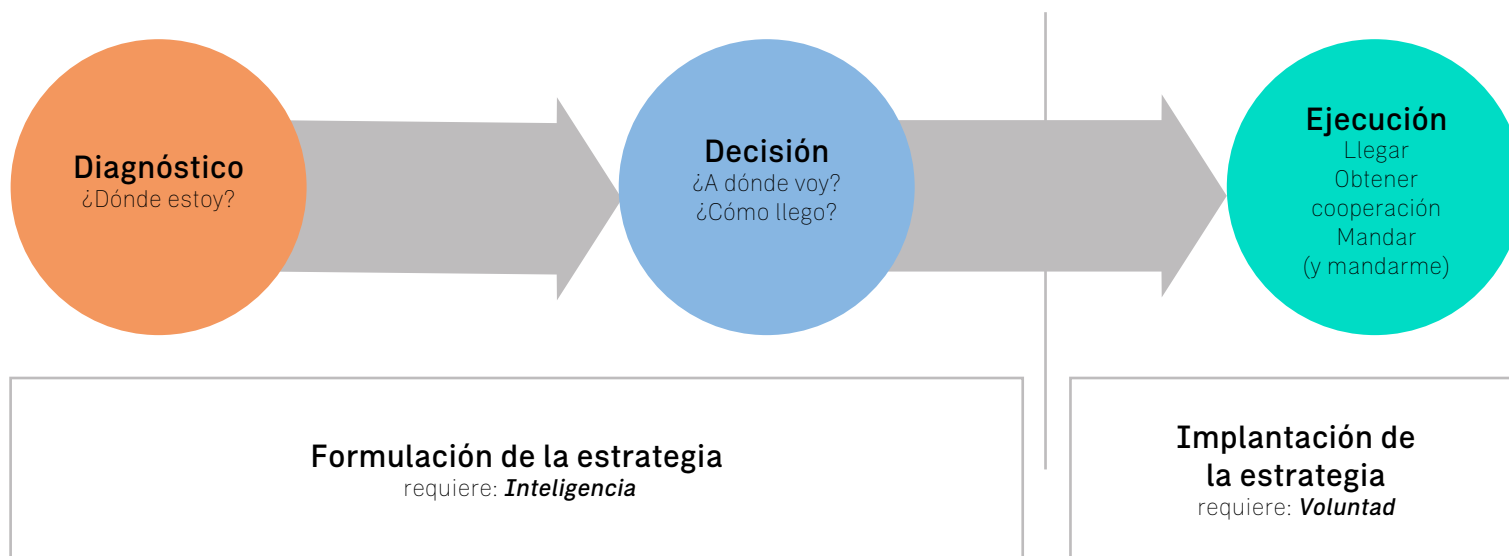 Diagnóstico
¿Dónde estoy?
Decisión
¿A dónde voy?
¿Cómo llego?
Ejecución
Llegar
Obtener
cooperación
Mandar
(y mandarme)
Formulación de la estrategia
requiere: Inteligencia
Implantación de
la estrategia
requiere: Voluntad